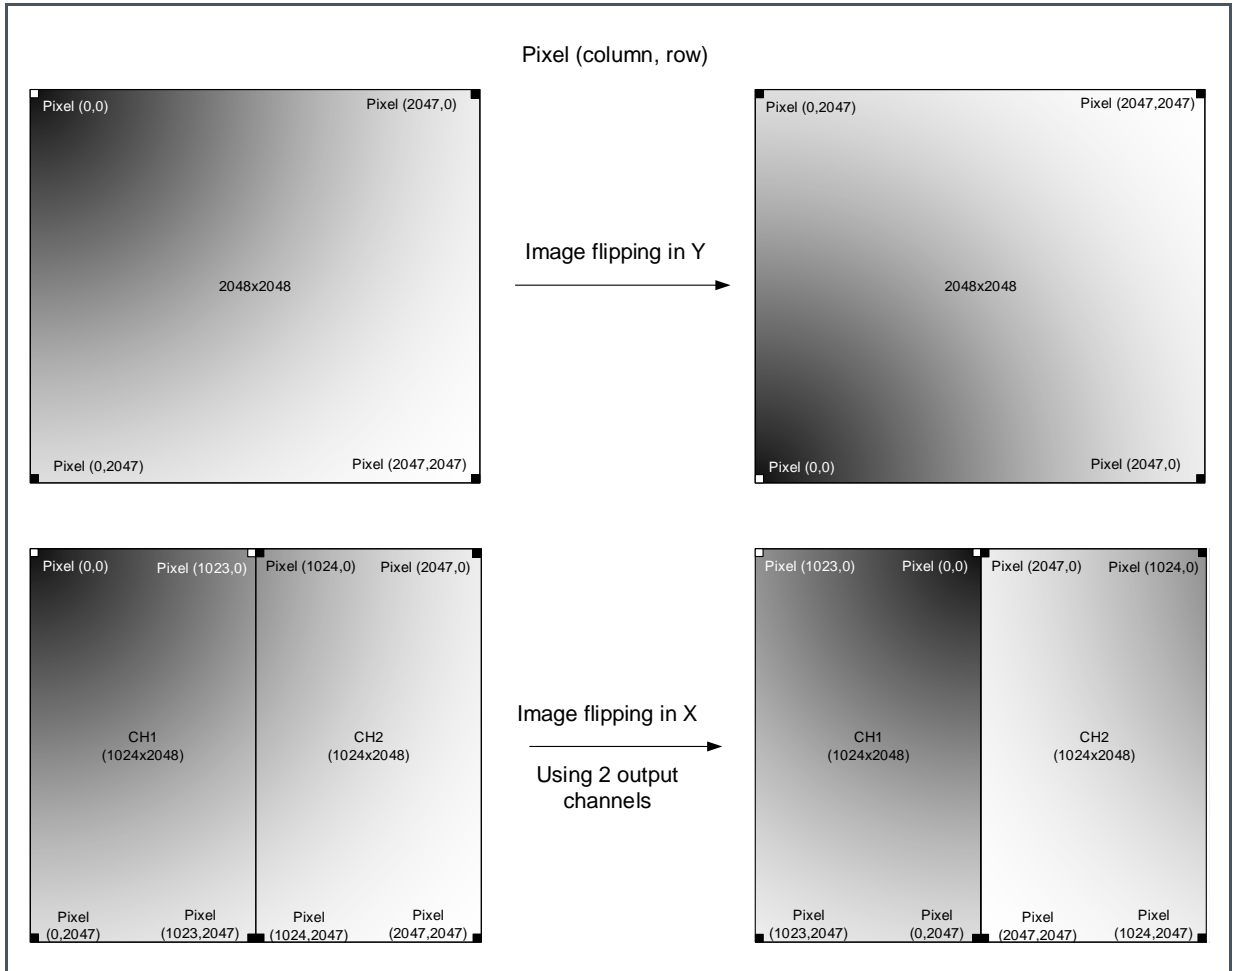 Pixel (column, row)
Pixel (0,0)
Pixel (2047,0)
2048x2048
Pixel (0,2047)
Pixel (2047,2047)
Image flipping in Y
Pixel (0,2047)
Pixel (2047,2047)
2048x2048
Pixel (0,0)
Pixel (2047,0)
Pixel (0,0)
Pixel (1023,0)
Pixel (1024,0)
Pixel (2047,0)
CH1
(1024x2048)
CH2
(1024x2048)
Pixel
(0,2047)
Pixel
(1023,2047)
Pixel
(1024,2047)
Pixel
(2047,2047)
Image flipping in X
Using 2 output
channels
Pixel (1023,0)
Pixel (0,0)
Pixel (2047,0)
Pixel (1024,0)
CH1
(1024x2048)
CH2
(1024x2048)
Pixel
(1023,2047)
Pixel
(0,2047)
Pixel
(2047,2047)
Pixel
(1024,2047)